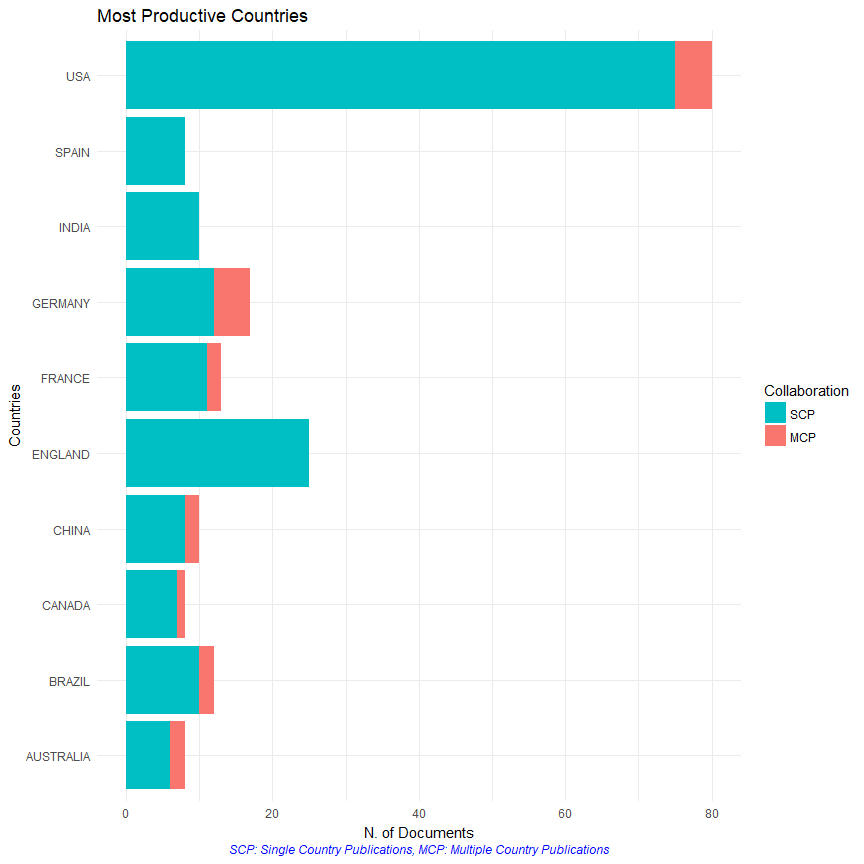 Most Productive Countries
USA
SPAIN
INDIA
GERMANY
FRANCE
ENGLAND
CHINA
CANADA
BRAZIL
AUSTRALIA
Countries
0 20 40 60 80
N. of Documents
SCP: Single Country Publications, MCP: Multiple Country Publications
Collaboration
SCP
MCP